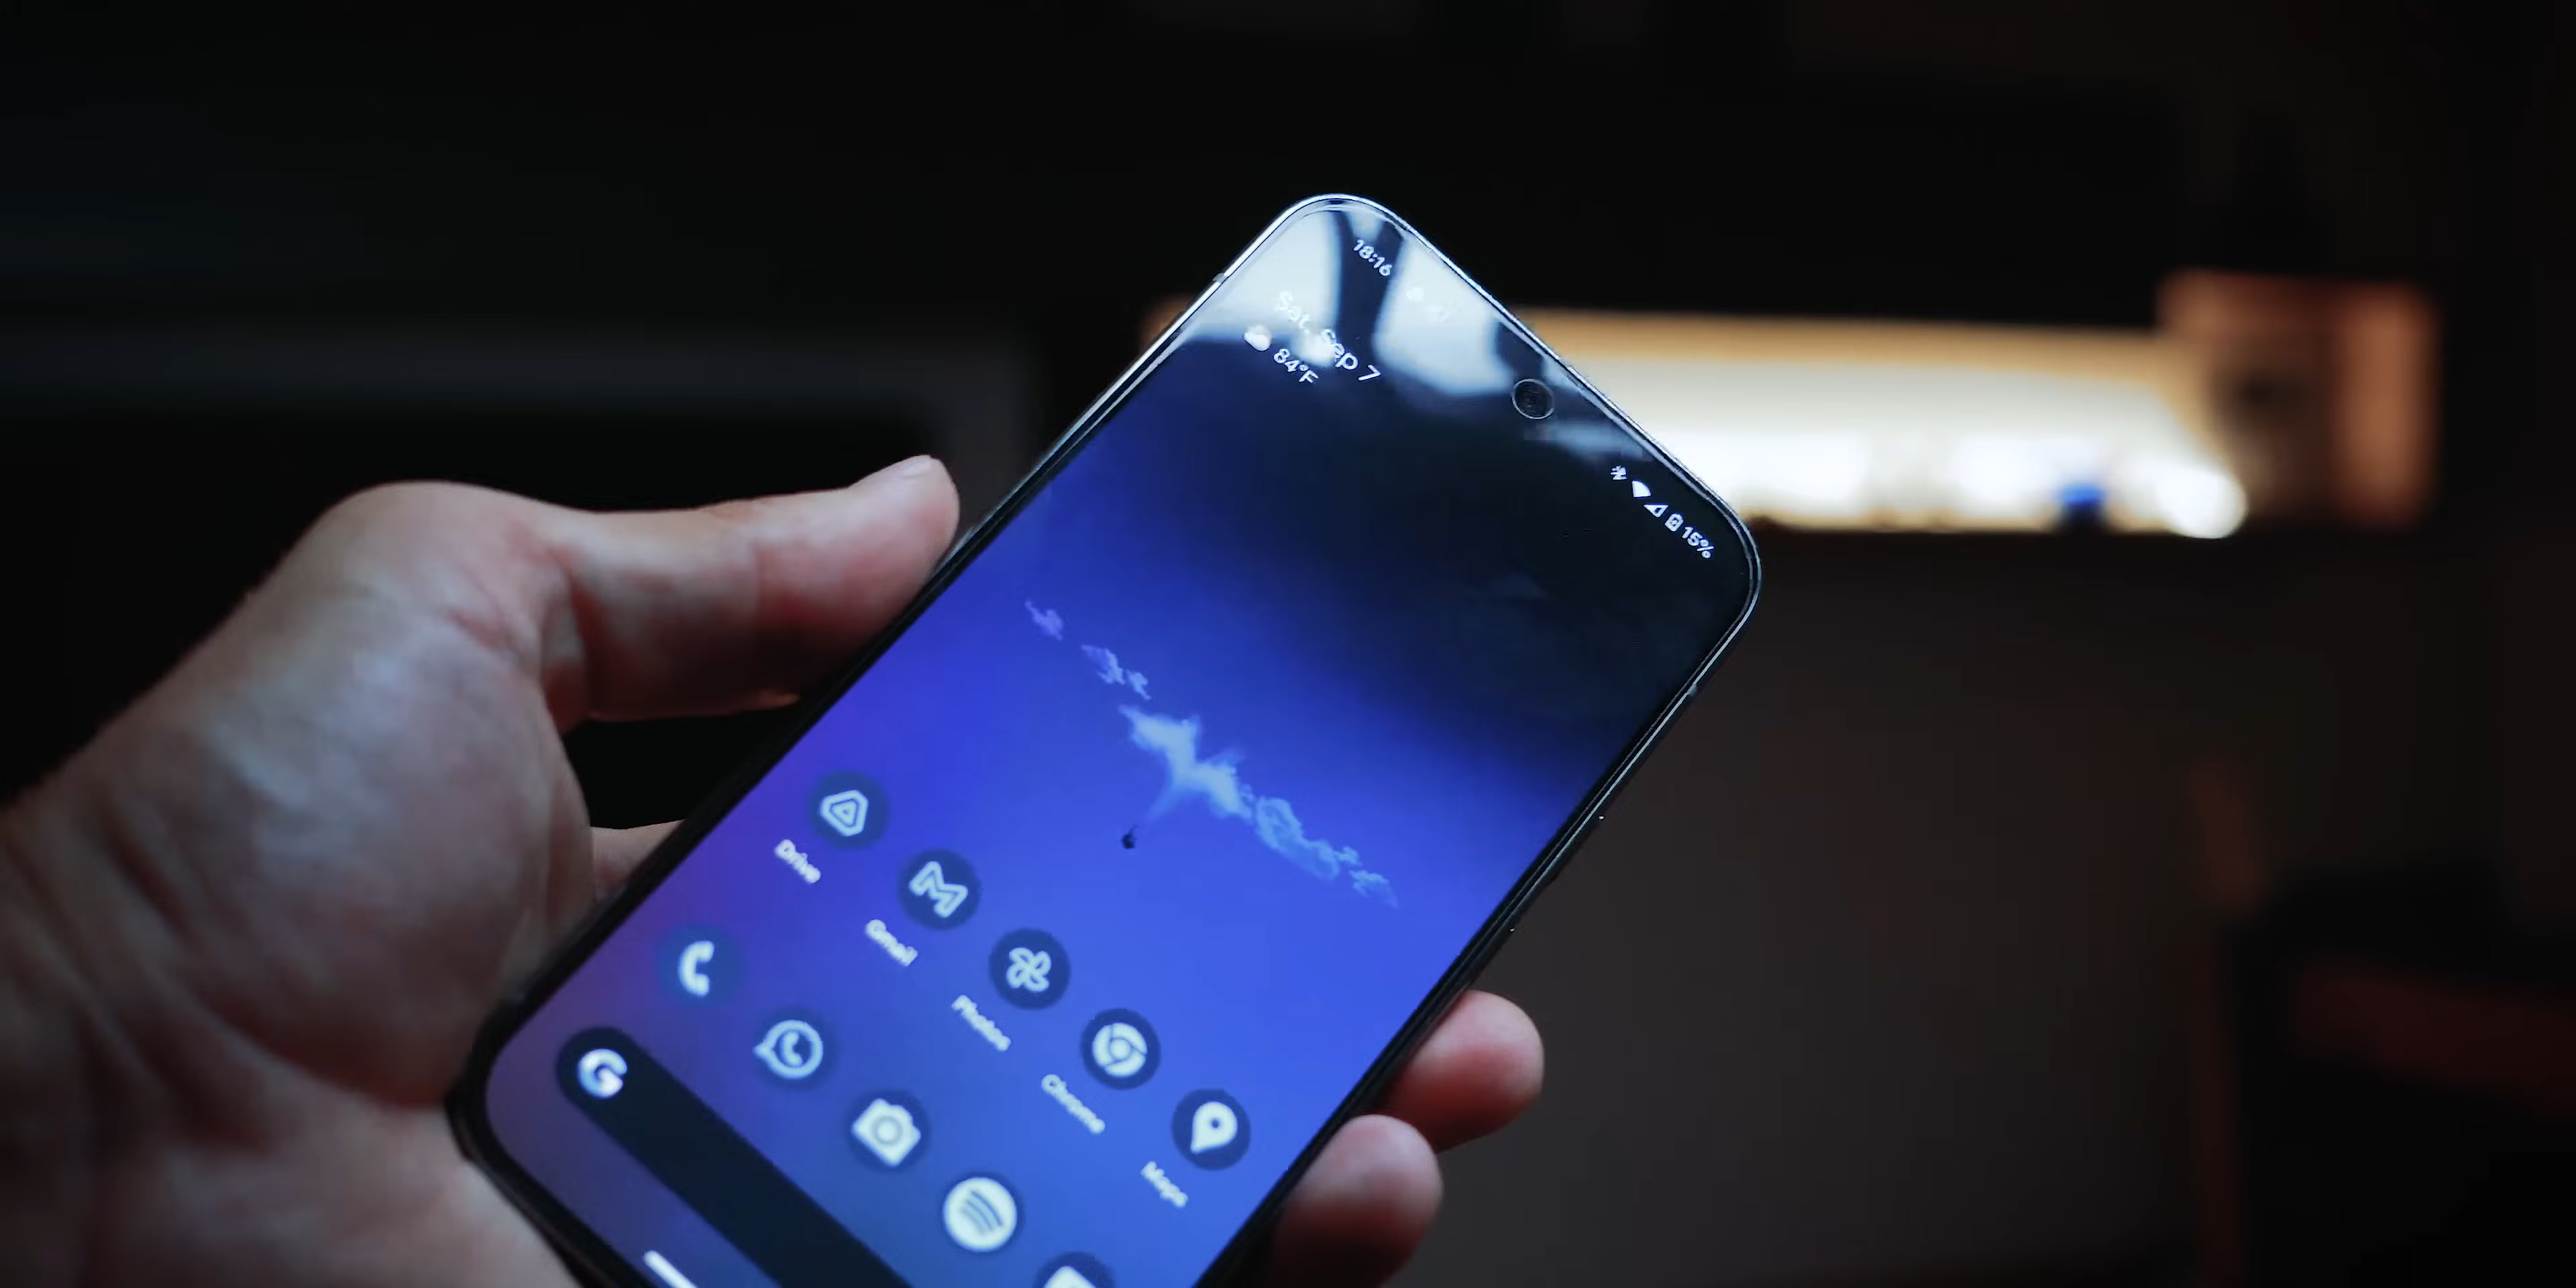 18:16
15%
Sat, Sep 7
84°F
Drive
Gmail
Photos
Chrome
Maps
G